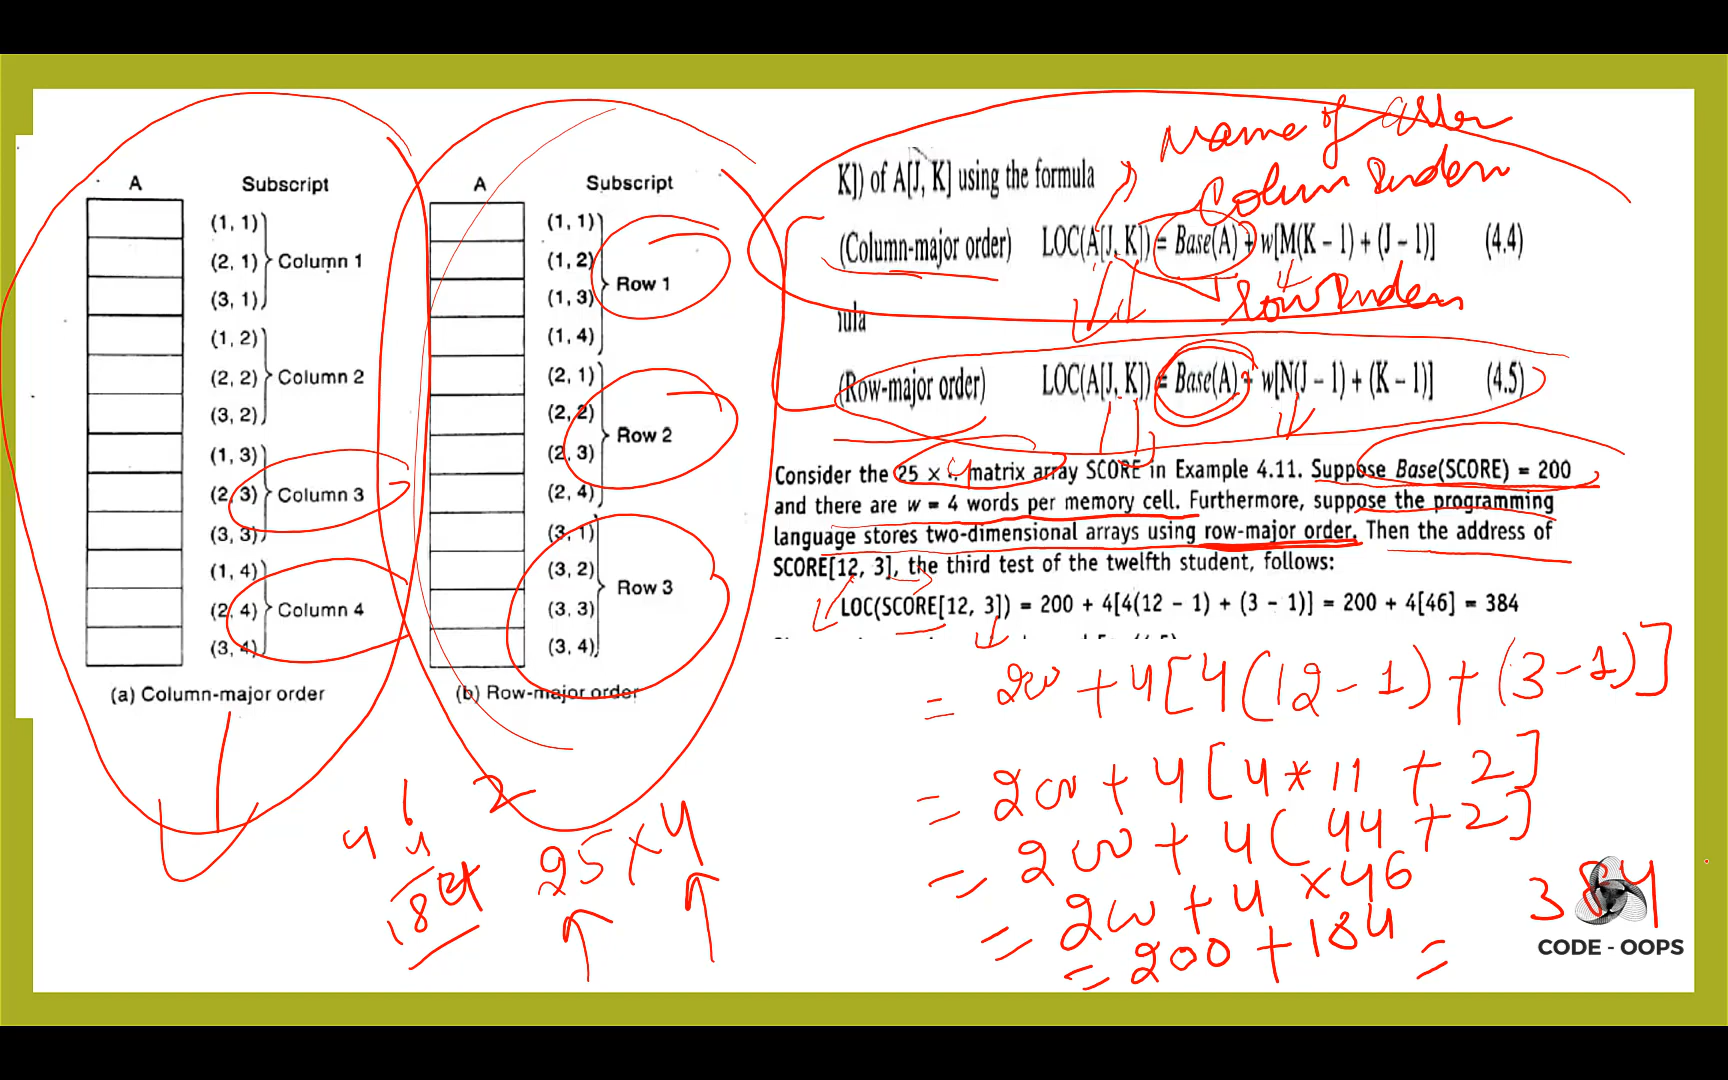 A Subscript
(1, 1)
(2, 1) Column 1
(3, 1)
(1, 2)
(2, 2) Column 2
(3, 2)
(1, 3)
(2, 3) Column 3
(3, 3)
(1, 4)
(2, 4) Column 4
(3, 4)
(a) Column-major order
A Subscript
(1, 1)
(1, 2)
(1, 3) Row 1
(1, 4)
(2, 1)
(2, 2)
(2, 3) Row 2
(2, 4)
(3, 1)
(3, 2)
(3, 3) Row 3
(3, 4)
(b) Row-major order
Name of
Column
K]) of A[J, K] using the formula
(Column-major order) LOC(A[J, K]) = Base(A) + w[M(K - 1) + (J - 1)] (4.4)
Row
ula
(Row-major order) LOC(A[J, K]) = Base(A) + w[N(J - 1) + (K - 1)] (4.5)
Consider the 25 × 4 matrix array SCORE in Example 4.11. Suppose Base(SCORE) = 200
and there are w = 4 words per memory cell. Furthermore, suppose the programming
language stores two-dimensional arrays using row-major order. Then the address of
SCORE[12, 3], the third test of the twelfth student, follows:
LOC(SCORE[12, 3]) = 200 + 4[4(12 - 1) + (3 - 1)] = 200 + 4[46] = 384
= 200 + 4[4(12 - 1) + (3 - 1)]
= 200 + 4[4*11 + 2]
= 200 + 4(44 + 2]
= 200 + 4 × 46
= 200 + 184 =
384
2
4 6
4
184
25 × 4
CODE - OOPS